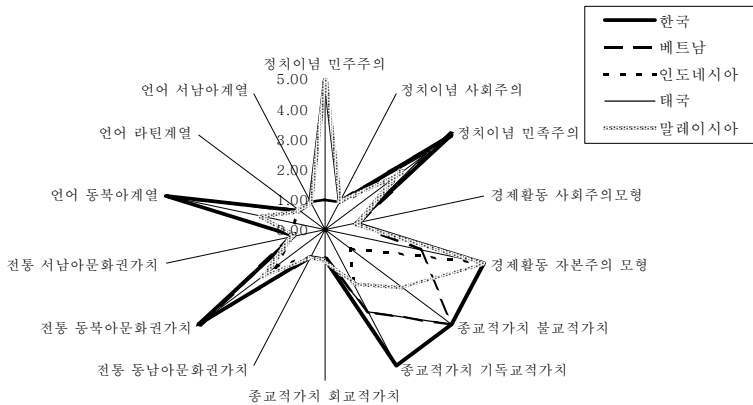 한국
베트남
인도네시아
태국
말레이시아
정치이념 민주주의
정치이념 사회주의
정치이념 민족주의
경제활동 사회주의모형
경제활동 자본주의 모형
종교적가치 불교적가치
종교적가치 기독교적가치
종교적가치 회교적가치
전통 동남아문화권가치
전통 동북아문화권가치
전통 서남아문화권가치
언어 동북아계열
언어 라틴계열
언어 서남아계열
5.00
4.00
3.00
2.00
1.00
0.00